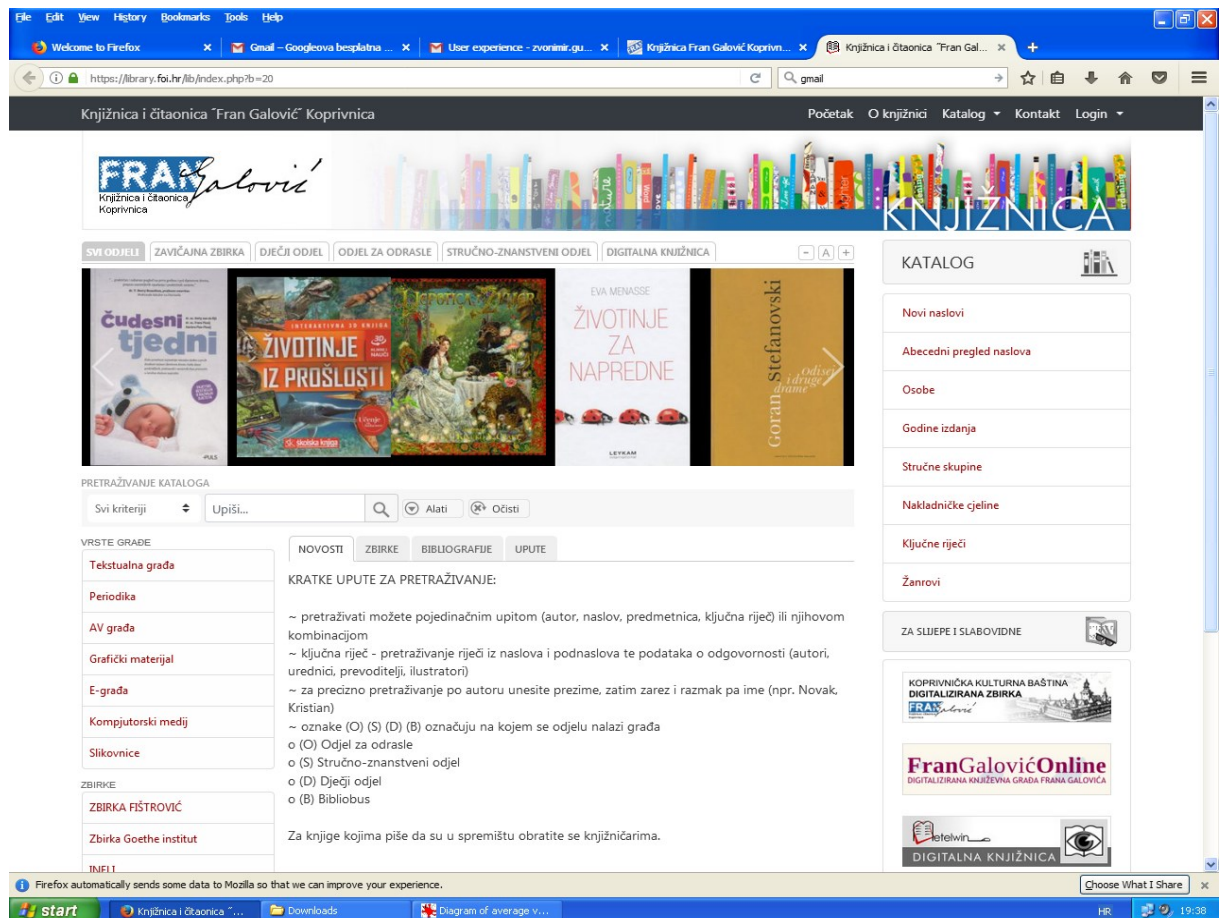 File Edit View History Bookmarks Tools Help
Welcome to Firefox
Gmail – Googleova besplatna ...
User experience - zvonimir.gu...
Knjižnica Fran Galović Koprivn...
Knjižnica i čitaonica ˝Fran Gal...
https://library.foi.hr/lib/index.php?b=20
gmail
Knjižnica i čitaonica ˝Fran Galović˝ Koprivnica
Početak O knjižnici Katalog Kontakt Login
FRAN Galović
Knjižnica i čitaonica
Koprivnica
KNJIŽNICA
SVI ODJELI ZAVIČAJNA ZBIRKA DJEČJI ODJEL ODJEL ZA ODRASLE STRUČNO-ZNANSTVENI ODJEL DIGITALNA KNJIŽNICA
- A +
Čudesni
tjedni
PULS
INTERAKTIVNA 3D KNJIGA
ŽIVOTINJE
IZ PROŠLOSTI
školska knjiga
EVA MENASSE
ŽIVOTINJE
ZA
NAPREDNE
LEYKAM
Goran Stefanovski
Odisej
i druge
drame
KATALOG
Novi naslovi
Abecedni pregled naslova
Osobe
Godine izdanja
Stručne skupine
Nakladničke cjeline
Ključne riječi
Žanrovi
PRETRAŽIVANJE KATALOGA
Svi kriteriji Upiši... Alati Očisti
VRSTE GRAĐE
Tekstualna građa
Periodika
AV građa
Grafički materijal
E-građa
Kompjutorski medij
Slikovnice
ZBIRKE
ZBIRKA FIŠTROVIĆ
Zbirka Goethe institut
INELI
NOVOSTI ZBIRKE BIBLIOGRAFIJE UPUTE
KRATKE UPUTE ZA PRETRAŽIVANJE:
~ pretraživati možete pojedinačnim upitom (autor, naslov, predmetnica, ključna riječ) ili njihovom
kombinacijom
~ ključna riječ - pretraživanje riječi iz naslova i podnaslova te podataka o odgovornosti (autori,
urednici, prevoditelji, ilustratori)
~ za precizno pretraživanje po autoru unesite prezime, zatim zarez i razmak pa ime (npr. Novak,
Kristian)
~ oznake (O) (S) (D) (B) označuju na kojem se odjelu nalazi građa
o (O) Odjel za odrasle
o (S) Stručno-znanstveni odjel
o (D) Dječji odjel
o (B) Bibliobus
Za knjige kojima piše da su u spremištu obratite se knjižničarima.
ZA SLIJEPE I SLABOVIDNE
KOPRIVNIČKA KULTURNA BAŠTINA
DIGITALIZIRANA ZBIRKA
FRAN Galović
FranGalovićOnline
DIGITALIZIRANA KNJIŽEVNA GRAĐA FRANA GALOVIĆA
Metelwin
DIGITALNA KNJIŽNICA
Firefox automatically sends some data to Mozilla so that we can improve your experience.
Choose What I Share
start
Knjižnica i čitaonica ˝...
Downloads
Diagram of average v...
HR
19:38